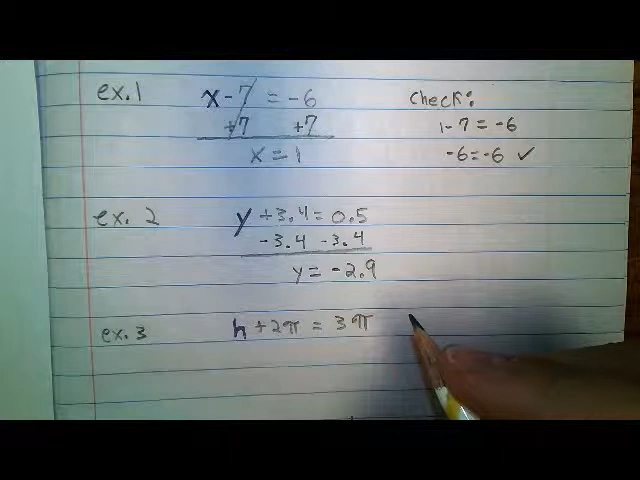 ex.1 x - 7 = -6 Check:
+7 +7 1 - 7 = -6
x = 1 -6 = -6 ✓
ex. 2 y + 3.4 = 0.5
-3.4 -3.4
y = -2.9
ex. 3 h + 2π = 3π